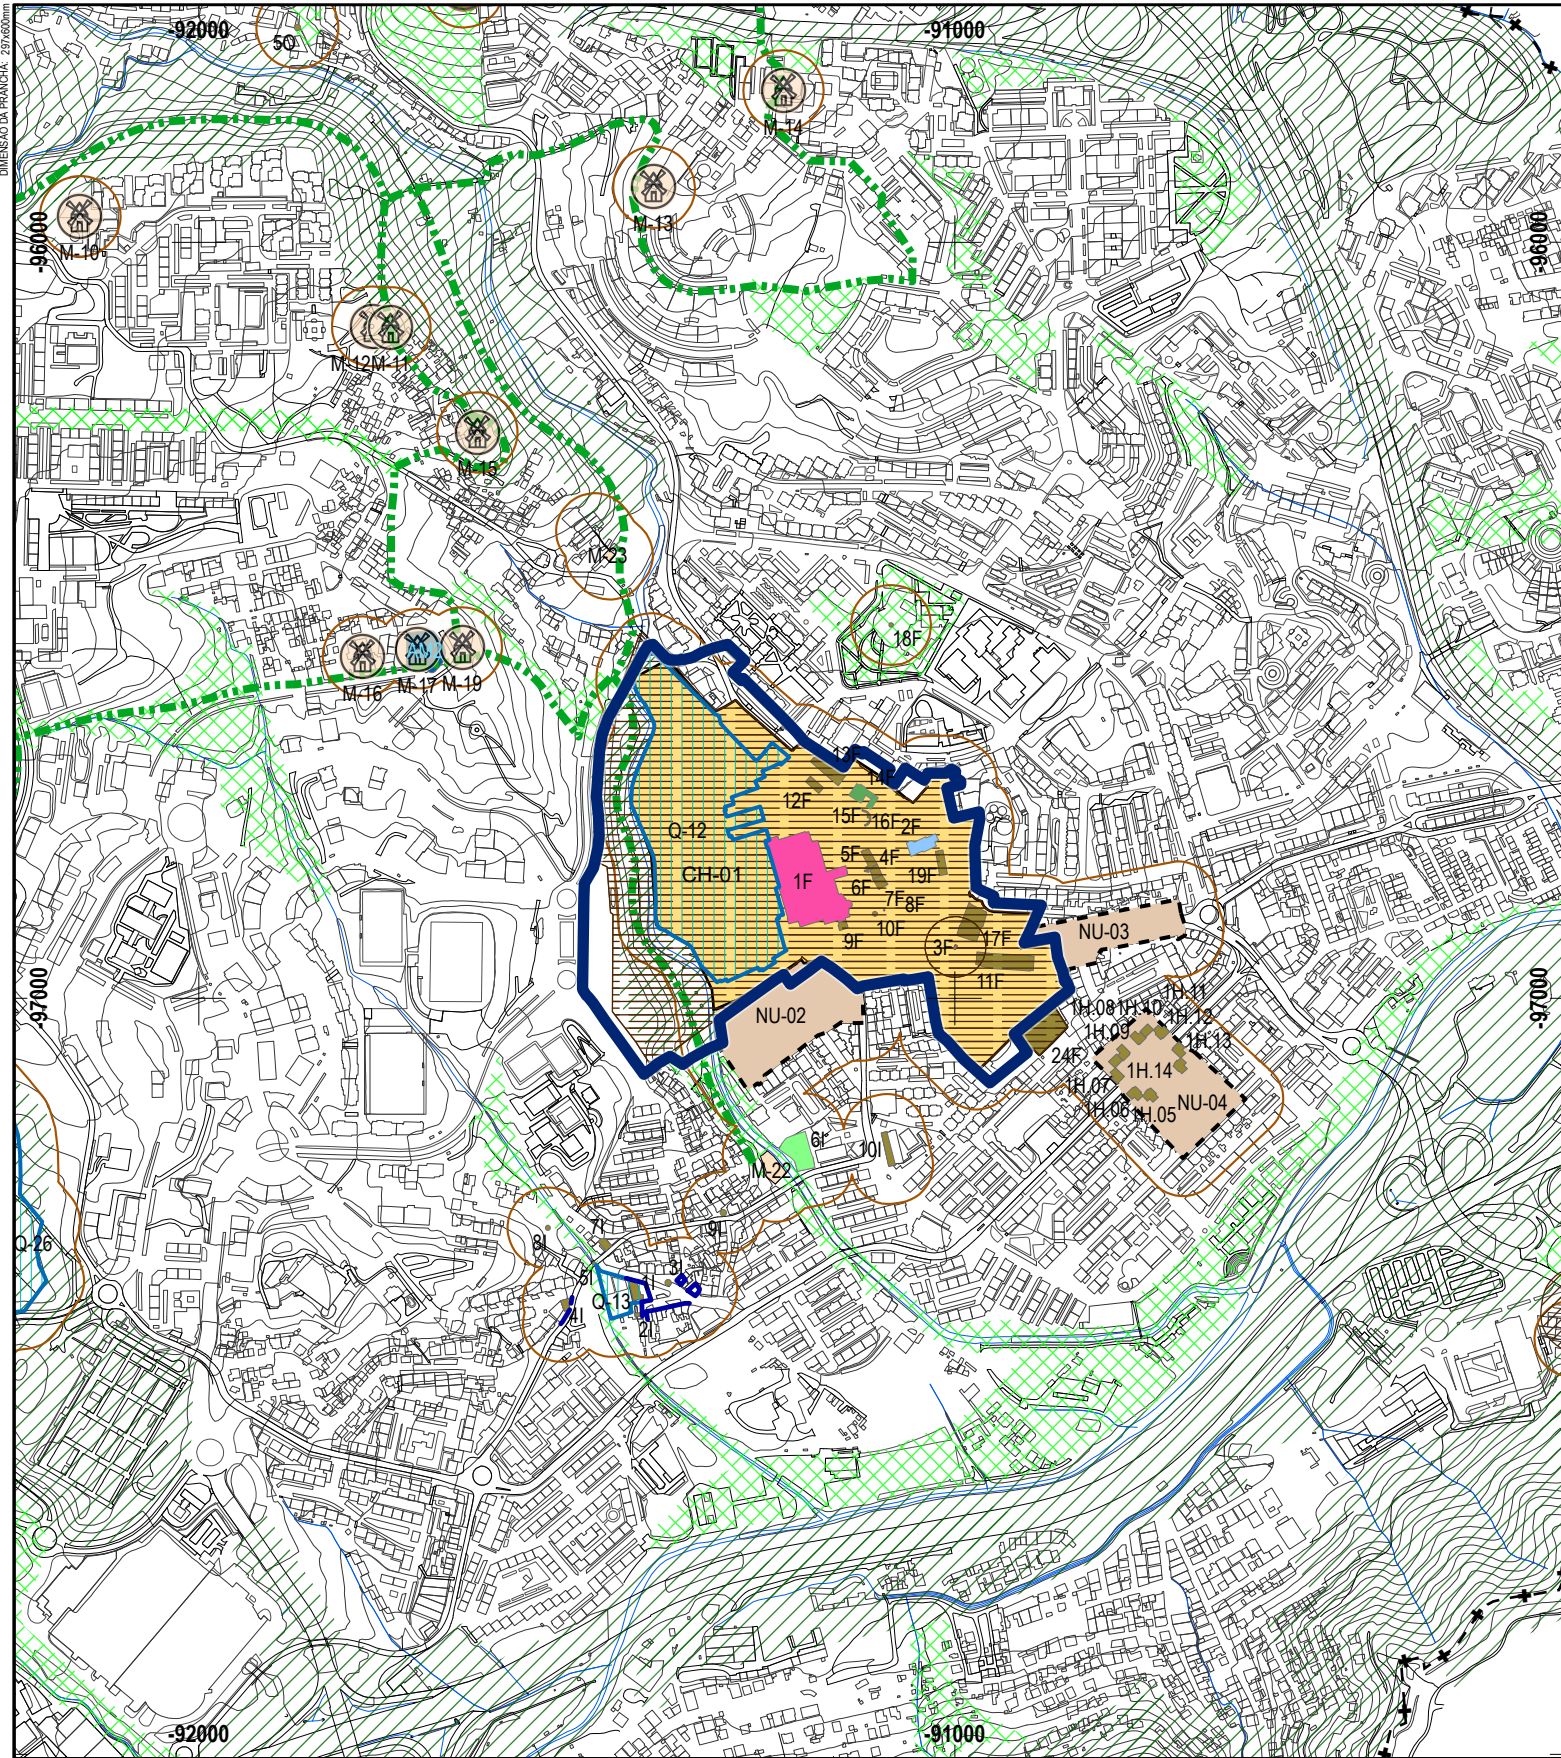 DIMENSÃO DA PRANCHA: 297x600mm
-92000
-91000
5O
M-14
M-13
M-10
-96000
-96000
M-12
M-11
M-15
M-23
18F
M-16
M-17
M-19
13F
14F
12F
15F
16F
2F
Q-12
5F
4F
CH-01
1F
19F
6F
7F
8F
10F
9F
3F
17F
NU-03
11F
-97000
-97000
NU-02
1H.11
1H.08
1H.10
1H.12
1H.09
1H.13
24F
1H.14
1H.07
NU-04
1H.06
1H.05
6I
10I
M-22
9I
7I
8I
Q-26
3I
5I
1I
Q-13
4I
2I
-92000
-91000